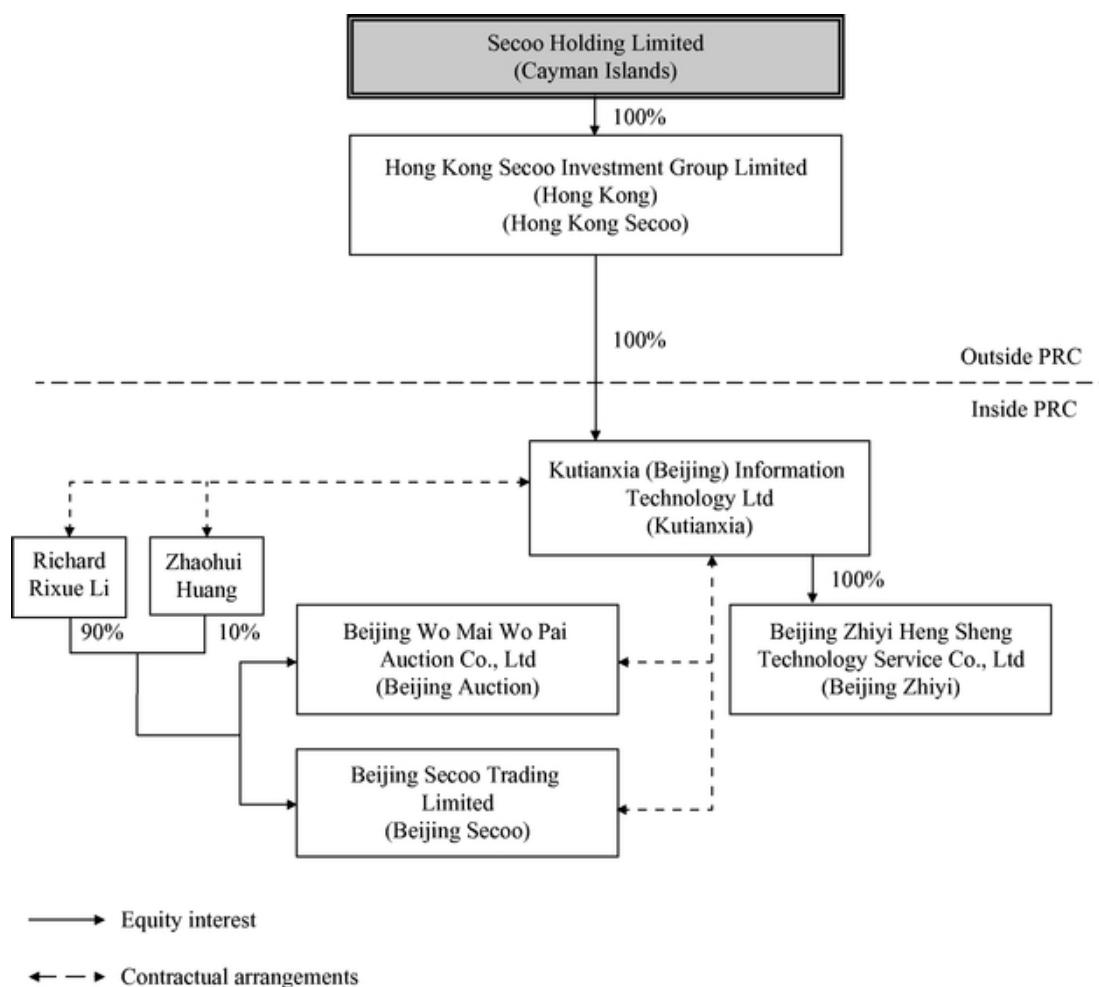 Secoo Holding Limited
(Cayman Islands)
100%
Hong Kong Secoo Investment Group Limited
(Hong Kong)
(Hong Kong Secoo)
100%
Outside PRC
Inside PRC
Kutianxia (Beijing) Information
Technology Ltd
(Kutianxia)
Richard
Rixue Li
Zhaohui
Huang
100%
90%
10%
Beijing Wo Mai Wo Pai
Auction Co., Ltd
(Beijing Auction)
Beijing Zhiyi Heng Sheng
Technology Service Co., Ltd
(Beijing Zhiyi)
Beijing Secoo Trading
Limited
(Beijing Secoo)
Equity interest
Contractual arrangements